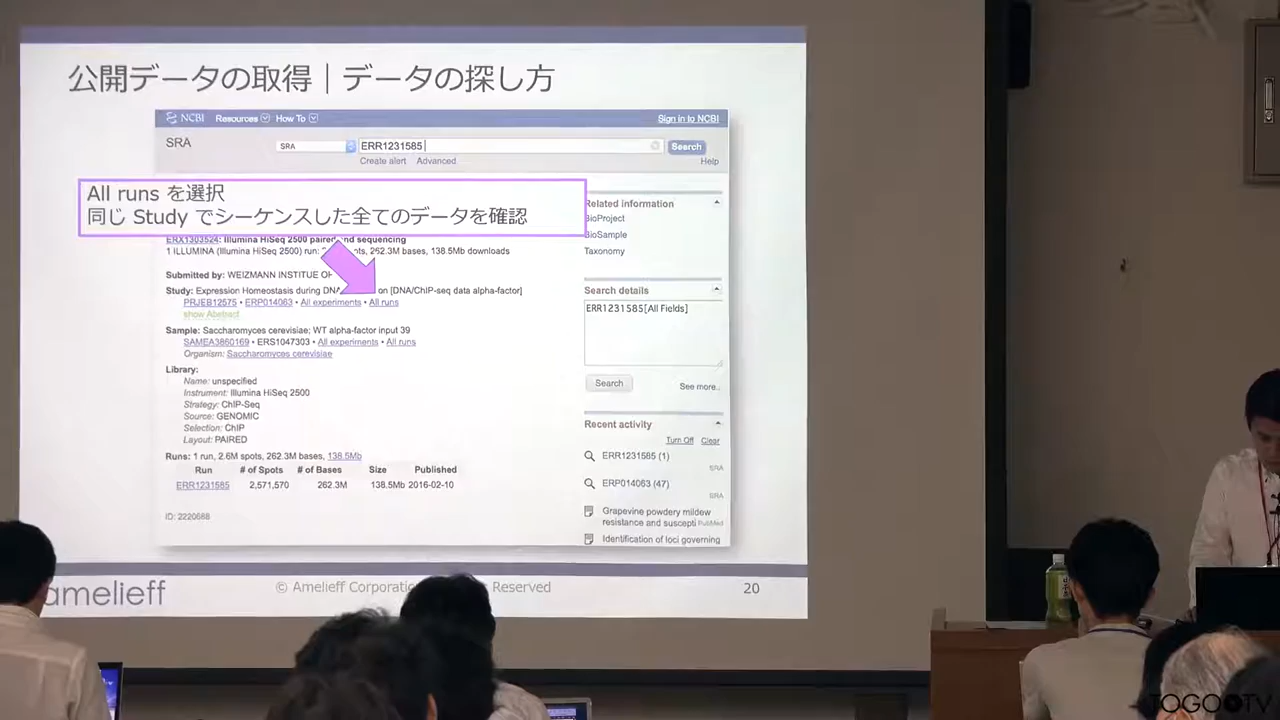 公開データの取得｜データの探し方
NCBI Resources How To Sign in to NCBI
SRA SRA ERR1231585 Search
Create alert Advanced Help
All runs を選択
同じ Study でシーケンスした全てのデータを確認
ERX1303524: Illumina HiSeq 2500 paired end sequencing
1 ILLUMINA (Illumina HiSeq 2500) run: spots, 262.3M bases, 138.5Mb downloads
Submitted by: WEIZMANN INSTITUE OF
Study: Expression Homeostasis during DNA on [DNA/ChIP-seq data alpha-factor]
PRJEB12575 • ERP014063 • All experiments • All runs
show Abstract
Sample: Saccharomyces cerevisiae; WT alpha-factor input 39
SAMEA3860169 • ERS1047303 • All experiments • All runs
Organism: Saccharomyces cerevisiae
Library:
Name: unspecified
Instrument: Illumina HiSeq 2500
Strategy: ChIP-Seq
Source: GENOMIC
Selection: ChIP
Layout: PAIRED
Runs: 1 run, 2.6M spots, 262.3M bases, 138.5Mb
Run # of Spots # of Bases Size Published
ERR1231585 2,571,570 262.3M 138.5Mb 2016-02-10
ID: 2220688
Related information
BioProject
BioSample
Taxonomy
Search details
ERR1231585[All Fields]
Search See more..
Recent activity
Turn Off Clear
ERR1231585 (1)
SRA
ERP014063 (47)
SRA
Grapevine powdery mildew
resistance and suscepti PubMed
Identification of loci governing
amelieff © Amelieff Corporatio Reserved 20
TOGOTV